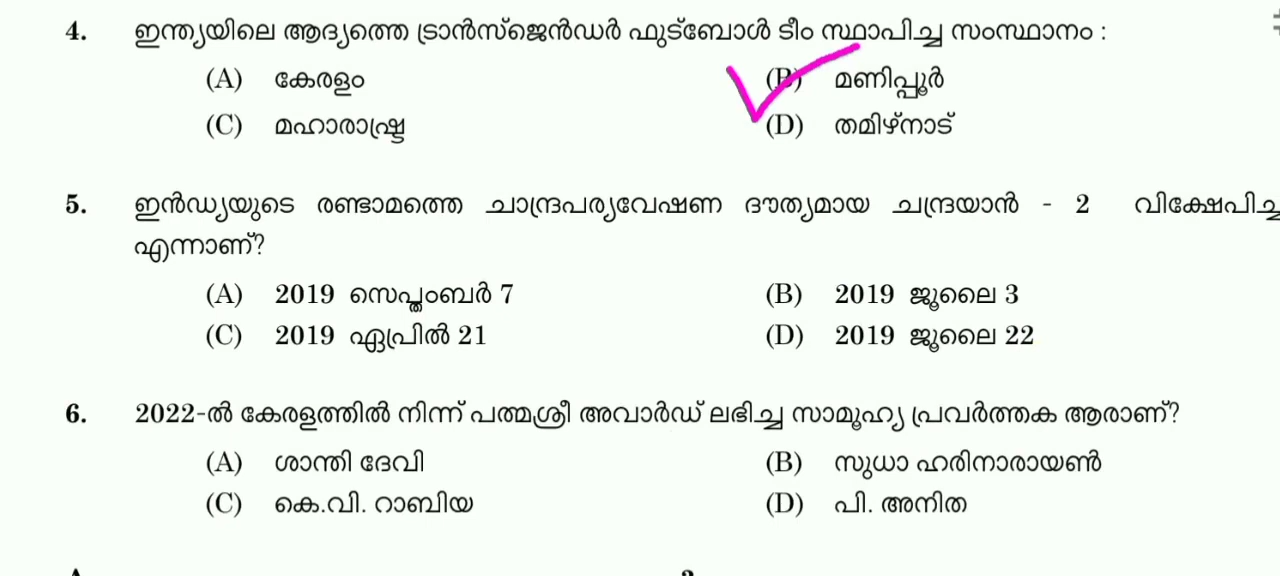 4. ഇന്ത്യയിലെ ആദ്യത്തെ ട്രാൻസ്ജെൻഡർ ഫുട്ബോൾ ടീം സ്ഥാപിച്ച സംസ്ഥാനം :
(A) കേരളം (B) മണിപ്പൂർ
(C) മഹാരാഷ്ട്ര (D) തമിഴ്നാട്
5. ഇൻഡ്യയുടെ രണ്ടാമത്തെ ചാന്ദ്രപര്യവേഷണ ദൗത്യമായ ചന്ദ്രയാൻ - 2 വിക്ഷേപിച്ച
എന്നാണ്?
(A) 2019 സെപ്തംബർ 7 (B) 2019 ജൂലൈ 3
(C) 2019 ഏപ്രിൽ 21 (D) 2019 ജൂലൈ 22
6. 2022-ൽ കേരളത്തിൽ നിന്ന് പത്മശ്രീ അവാർഡ് ലഭിച്ച സാമൂഹ്യ പ്രവർത്തക ആരാണ്?
(A) ശാന്തി ദേവി (B) സുധാ ഹരിനാരായൺ
(C) കെ.വി. റാബിയ (D) പി. അനിത